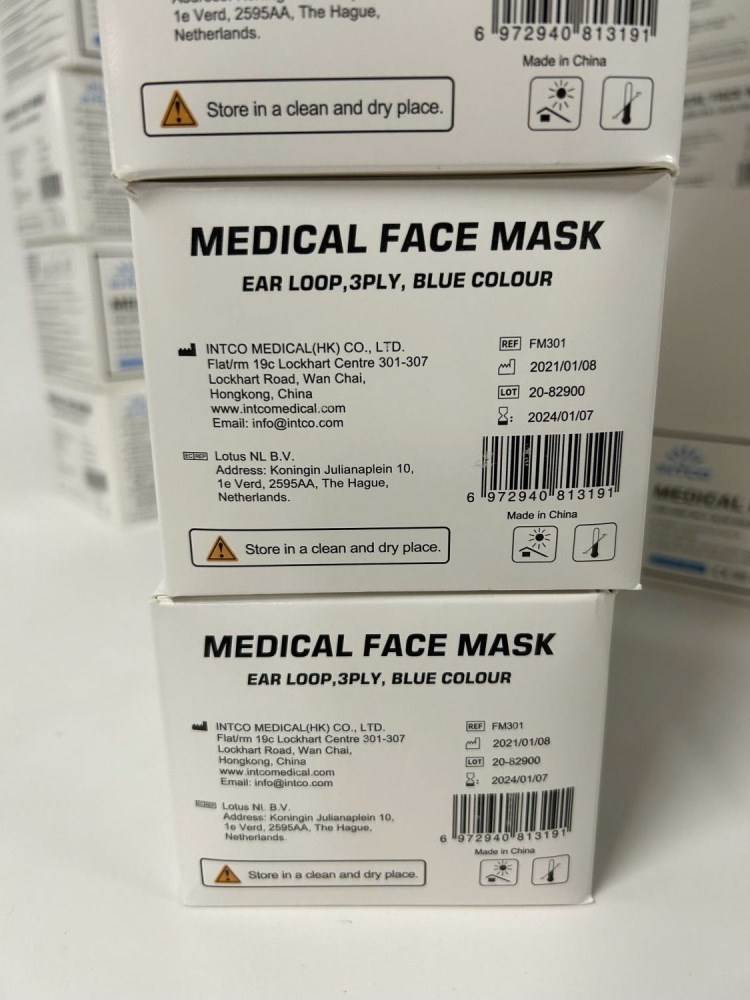 1e Verd, 2595AA, The Hague,
Netherlands.
6 972940 813191
Made in China
Store in a clean and dry place.
MEDICAL FACE MASK
EAR LOOP,3PLY, BLUE COLOUR
INTCO MEDICAL(HK) CO., LTD.
Flat/rm 19c Lockhart Centre 301-307
Lockhart Road, Wan Chai,
Hongkong, China
www.intcomedical.com
Email: info@intco.com
REF FM301
2021/01/08
LOT 20-82900
2024/01/07
EC REP Lotus NL B.V.
Address: Koningin Julianaplein 10,
1e Verd, 2595AA, The Hague,
Netherlands.
6 972940 813191
Made in China
Store in a clean and dry place.
MEDICAL FACE MASK
EAR LOOP,3PLY, BLUE COLOUR
INTCO MEDICAL(HK) CO., LTD.
Flat/rm 19c Lockhart Centre 301-307
Lockhart Road, Wan Chai,
Hongkong, China
www.intcomedical.com
Email: info@intco.com
REF FM301
2021/01/08
LOT 20-82900
2024/01/07
EC REP Lotus NL B.V.
Address: Koningin Julianaplein 10,
1e Verd, 2595AA, The Hague,
Netherlands
6 972940 813191
Made in China
Store in a clean and dry place.
MEDICAL